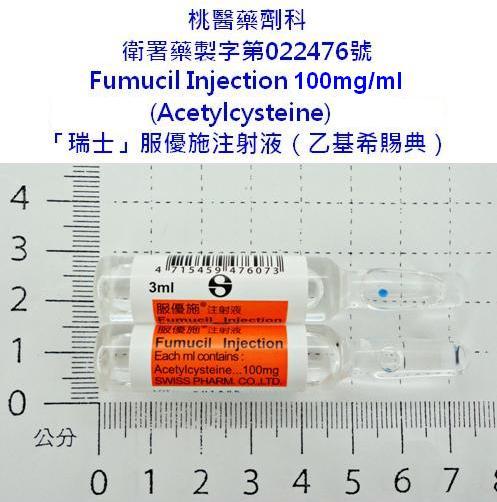 桃醫藥劑科
衛署藥製字第022476號
Fumucil Injection 100mg/ml
(Acetylcysteine)
「瑞士」服優施注射液（乙基希賜典）
4
3
2
1
0
公分
4 715459 476073
3ml
S
服優施®注射液
Fumucil Injection
服優施®注射液
Fumucil Injection
Each ml contains :
Acetylcysteine...100mg
SWISS PHARM. CO.,LTD.
0 1 2 3 4 5 6 7